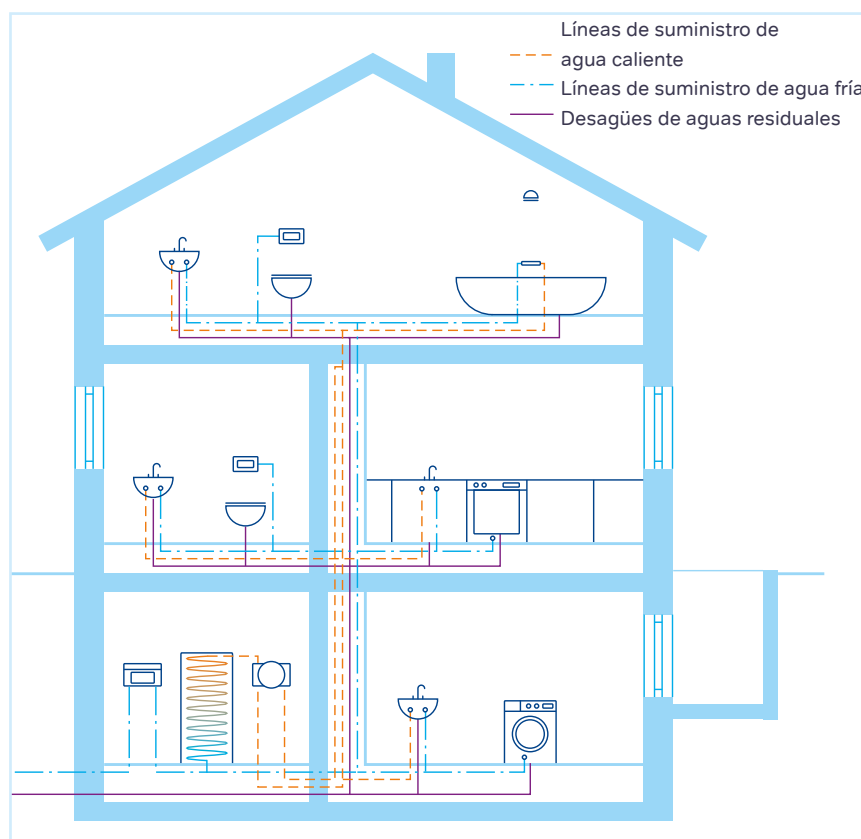 Líneas de suministro de
agua caliente
Líneas de suministro de agua fría
Desagües de aguas residuales